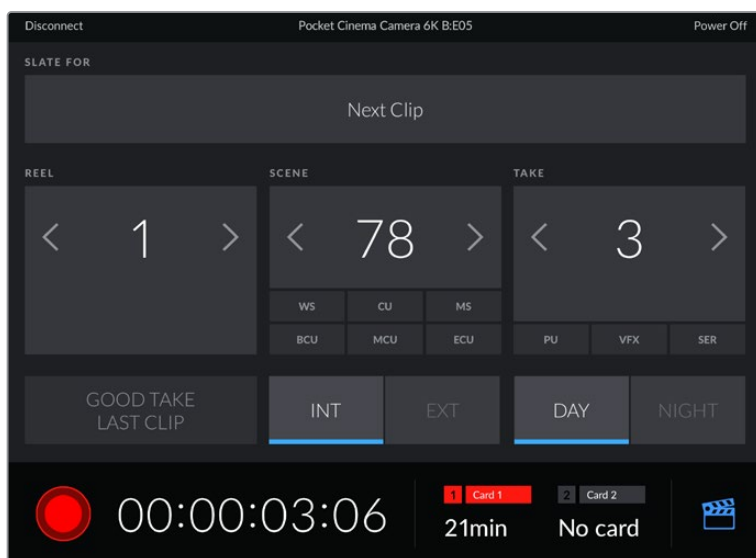 Disconnect Pocket Cinema Camera 6K B:E05 Power Off
SLATE FOR
Next Clip
REEL SCENE TAKE
1 78 3
WS CU MS
BCU MCU ECU PU VFX SER
GOOD TAKE
LAST CLIP
INT EXT DAY NIGHT
00:00:03:06
1 Card 1 2 Card 2
21min No card